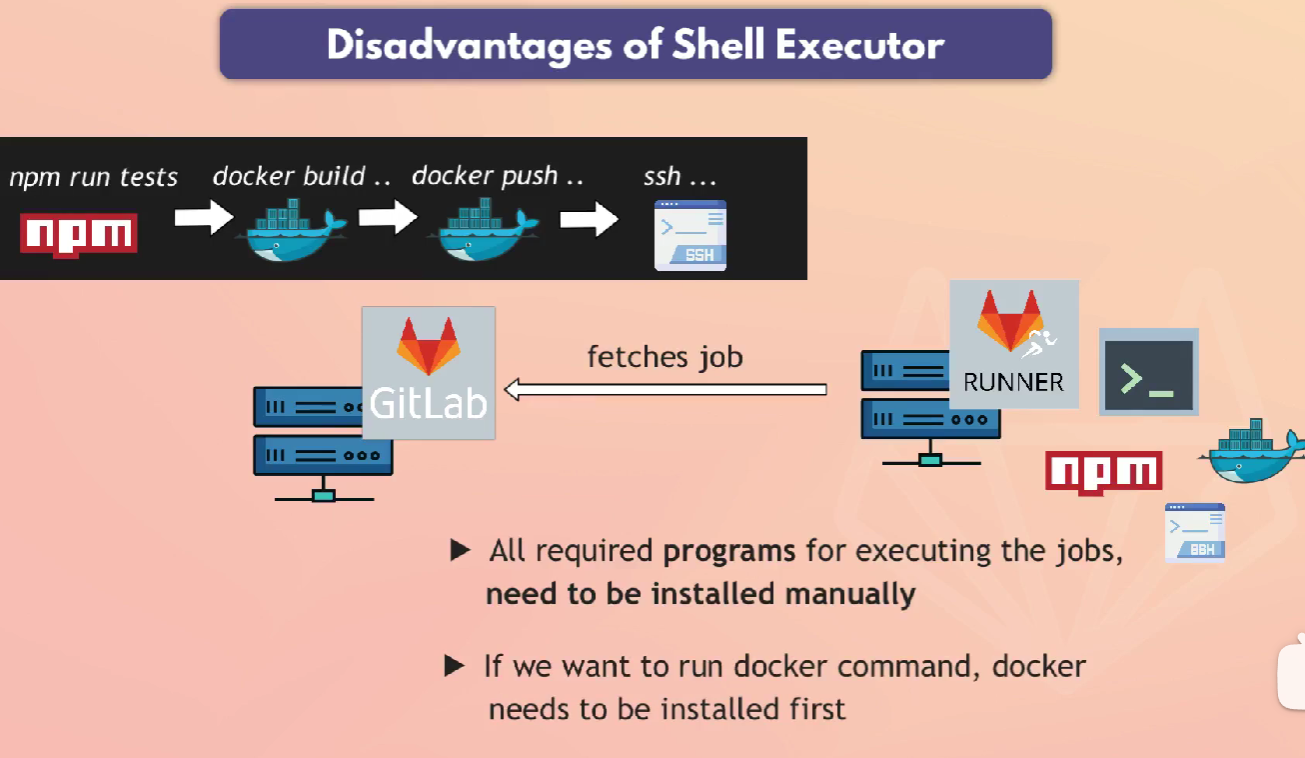 Disadvantages of Shell Executor
npm run tests docker build .. docker push .. ssh ...
npm
SSH
fetches job
GitLab
RUNNER
>_
npm
SSH
▶ All required programs for executing the jobs,
need to be installed manually
▶ If we want to run docker command, docker
needs to be installed first